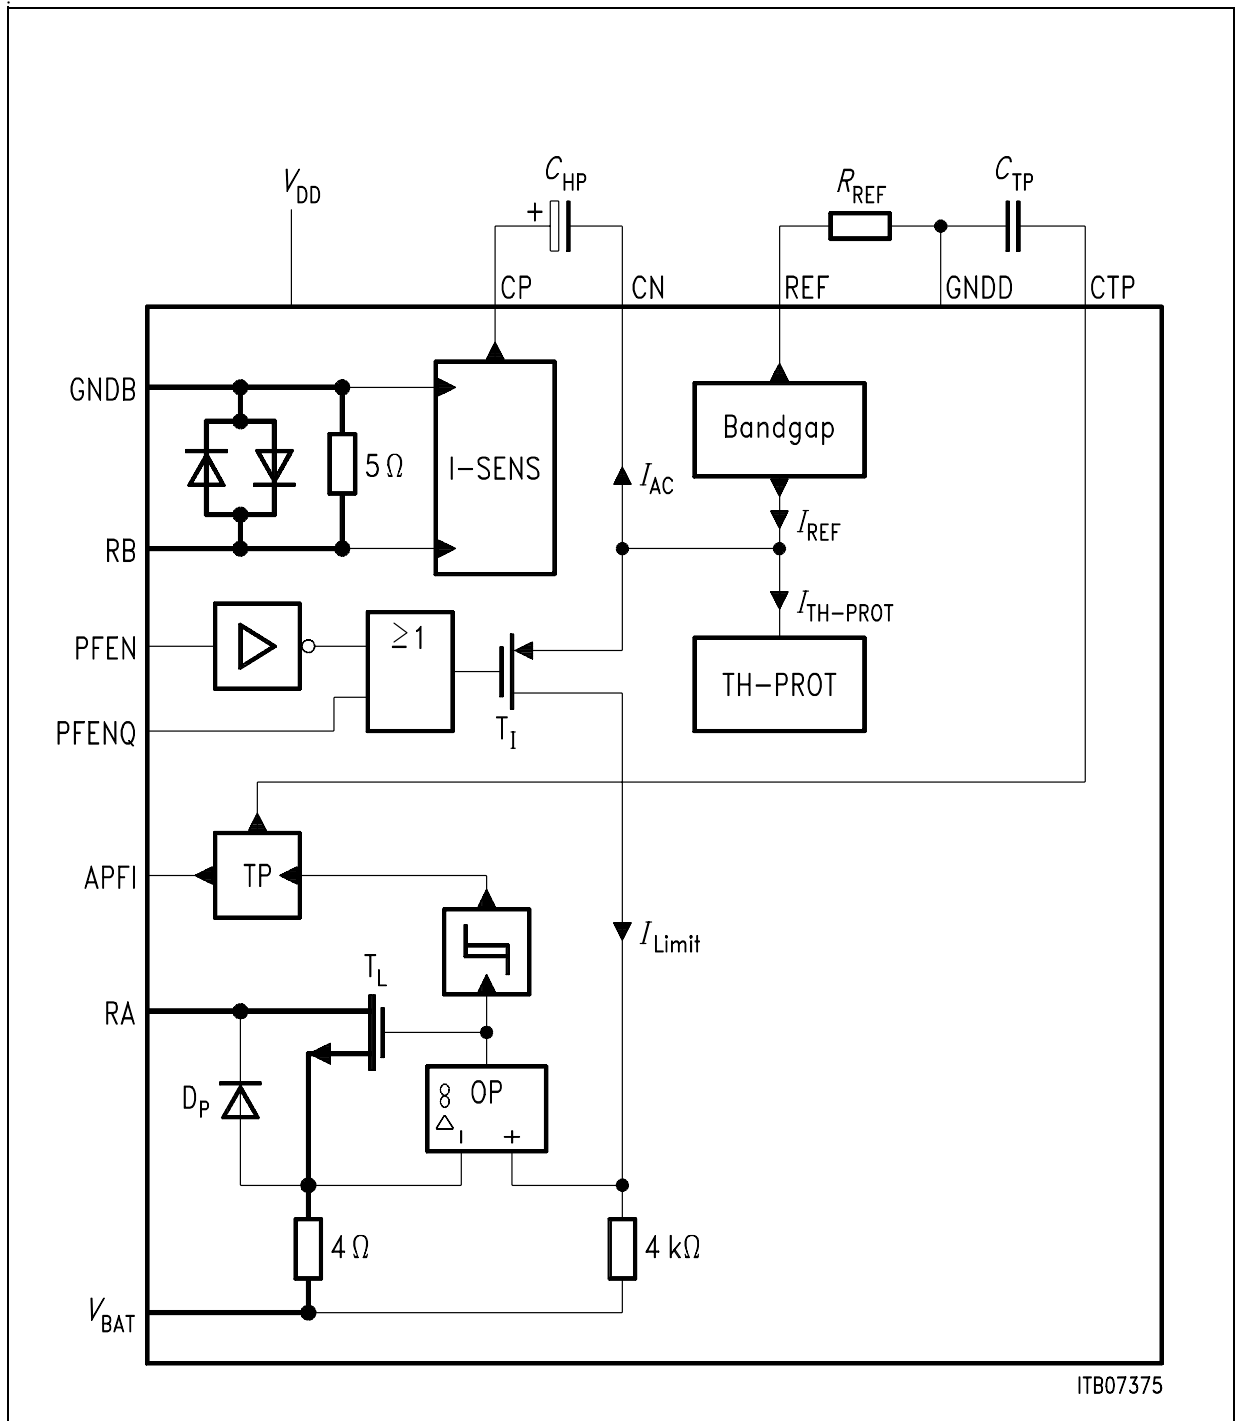 V_DD
C_HP
+
R_REF
C_TP
CP
CN
REF
GNDD
CTP
GNDB
5 Ω
I-SENS
Bandgap
I_AC
I_REF
RB
I_TH-PROT
PFEN
≥1
TH-PROT
PFENQ
T_I
APFI
TP
I_Limit
T_L
RA
D_P
8
OP
- +
4 Ω
4 kΩ
V_BAT
ITB07375